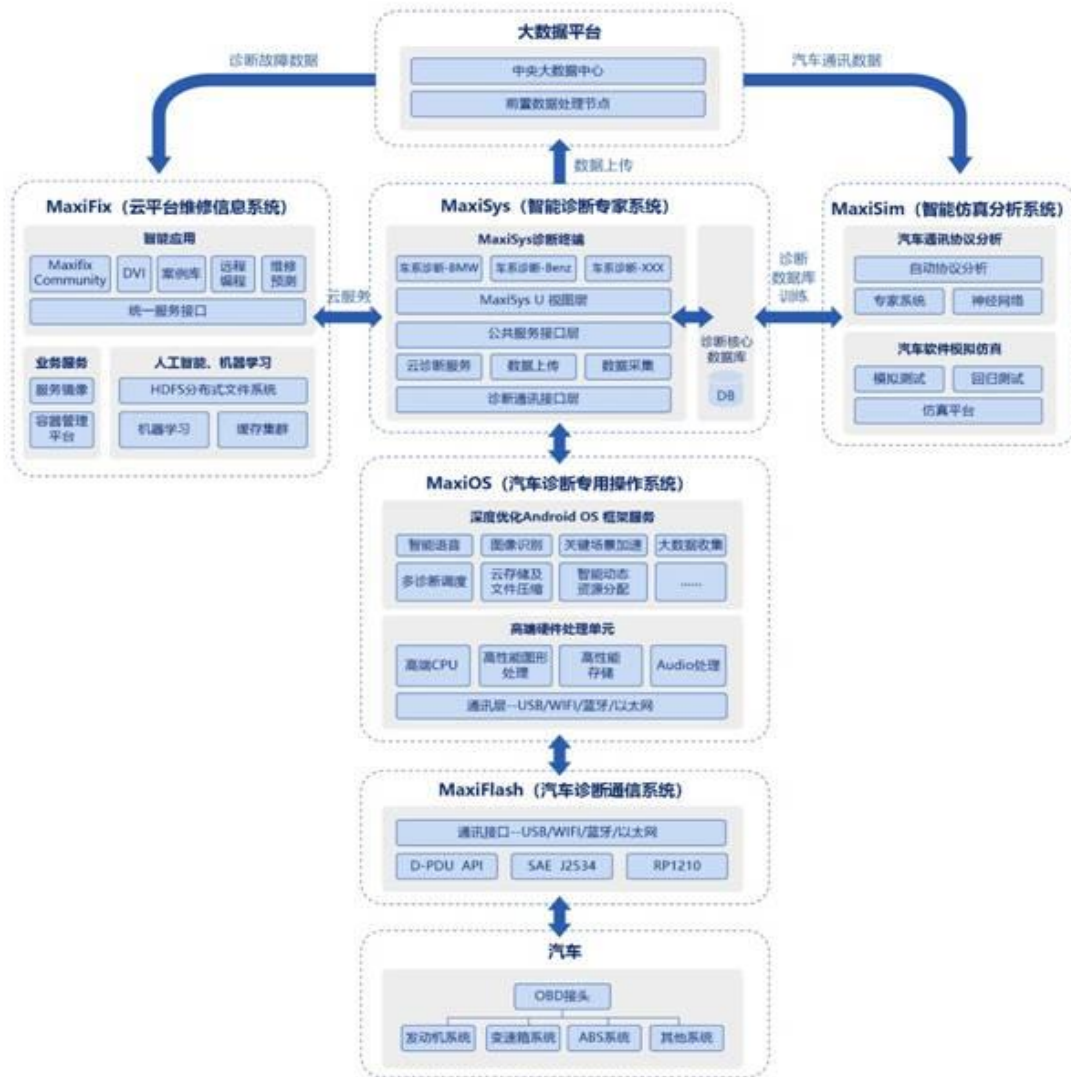 大数据平台
中央大数据中心
前置数据处理节点
诊断故障数据
汽车通讯数据
数据上传
MaxiFix（云平台维修信息系统）
智能应用
Maxifix
Community
DVI
案例库
远程
编程
维修
预测
统一服务接口
业务服务
服务镜像
容器管理
平台
人工智能、机器学习
HDFS分布式文件系统
机器学习
缓存集群
云服务
MaxiSys（智能诊断专家系统）
MaxiSys诊断终端
车系诊断-BMW
车系诊断-Benz
车系诊断-XXX
MaxiSys U 视图层
公共服务接口层
云诊断服务
数据上传
数据采集
诊断通讯接口层
诊断核心
数据库
DB
诊断
数据库
训练
MaxiSim（智能仿真分析系统）
汽车通讯协议分析
自动协议分析
专家系统
神经网络
汽车软件模拟仿真
模拟测试
回归测试
仿真平台
MaxiOS（汽车诊断专用操作系统）
深度优化Android OS 框架服务
智能语音
图像识别
关键场景加速
大数据收集
多诊断调度
云存储及
文件压缩
智能动态
资源分配
......
高端硬件处理单元
高端CPU
高性能图形
处理
高性能
存储
Audio处理
通讯层--USB/WIFI/蓝牙/以太网
MaxiFlash（汽车诊断通信系统）
通讯接口--USB/WIFI/蓝牙/以太网
D-PDU API
SAE J2534
RP1210
汽车
OBD接头
发动机系统
变速箱系统
ABS系统
其他系统